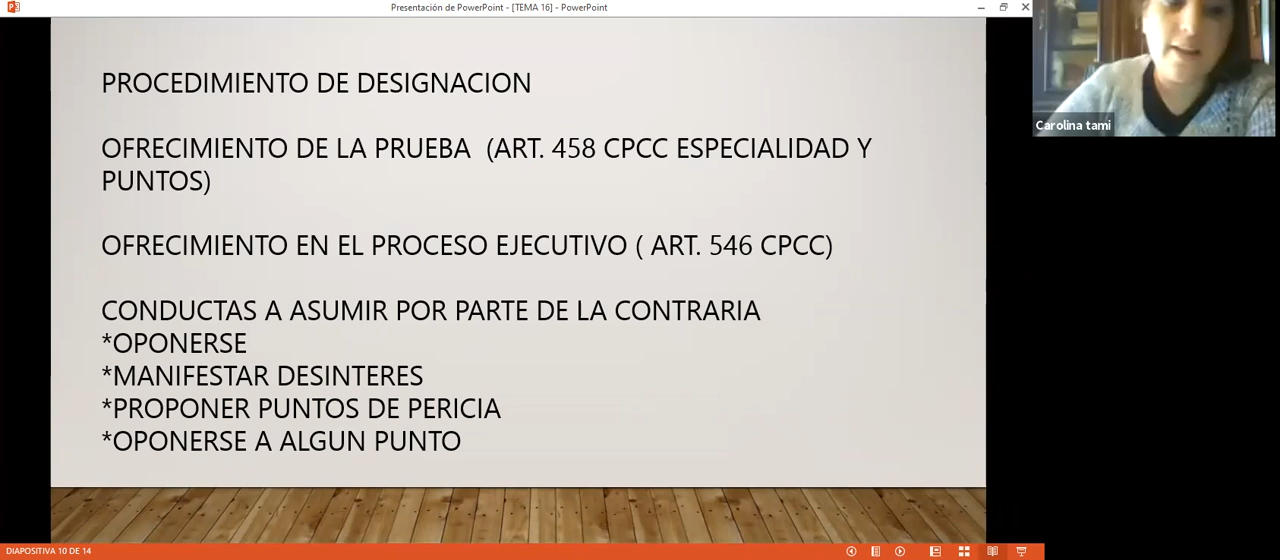 Presentación de PowerPoint - [TEMA 16] - PowerPoint
PROCEDIMIENTO DE DESIGNACION
OFRECIMIENTO DE LA PRUEBA (ART. 458 CPCC ESPECIALIDAD Y
PUNTOS)
OFRECIMIENTO EN EL PROCESO EJECUTIVO ( ART. 546 CPCC)
CONDUCTAS A ASUMIR POR PARTE DE LA CONTRARIA
*OPONERSE
*MANIFESTAR DESINTERES
*PROPONER PUNTOS DE PERICIA
*OPONERSE A ALGUN PUNTO
Carolina tami
DIAPOSITIVA 10 DE 14